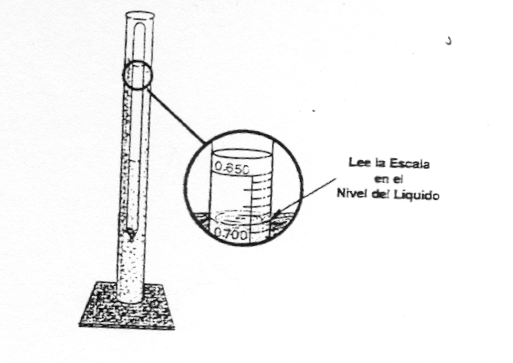 0.650
0.700
Lee la Escala
en el
Nivel del Liquido